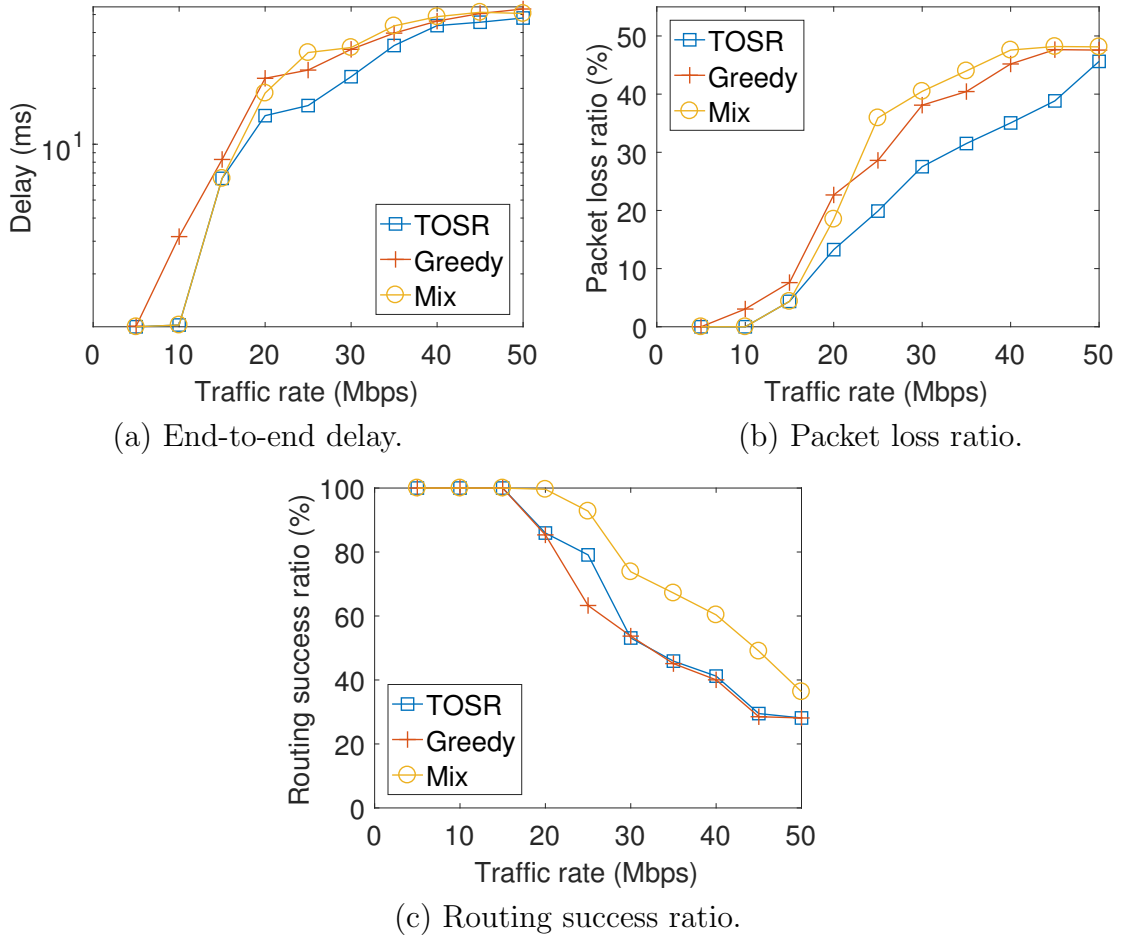 Delay (ms)
10^1
TOSR
Greedy
Mix
0 10 20 30 40 50
Traffic rate (Mbps)
(a) End-to-end delay.
Packet loss ratio (%)
50
40
30
20
10
0
TOSR
Greedy
Mix
0 10 20 30 40 50
Traffic rate (Mbps)
(b) Packet loss ratio.
Routing success ratio (%)
100
80
60
40
20
0
TOSR
Greedy
Mix
0 10 20 30 40 50
Traffic rate (Mbps)
(c) Routing success ratio.